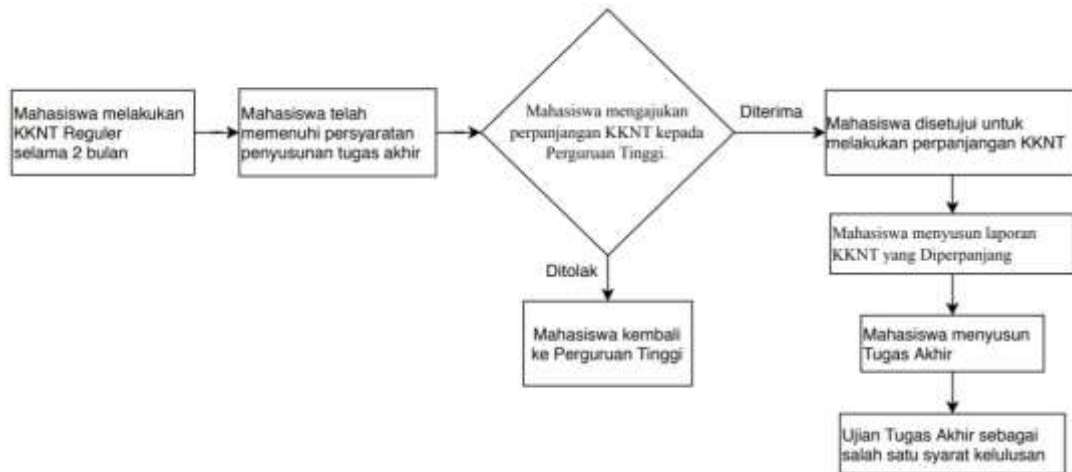 Mahasiswa melakukan
KKNT Reguler
selama 2 bulan
Mahasiswa telah
memenuhi persyaratan
penyusunan tugas akhir
Mahasiswa mengajukan
perpanjangan KKNT kepada
Perguruan Tinggi.
Diterima
Mahasiswa disetujui untuk
melakukan perpanjangan KKNT
Mahasiswa menyusun laporan
KKNT yang Diperpanjang
Ditolak
Mahasiswa kembali
ke Perguruan Tinggi
Mahasiswa menyusun
Tugas Akhir
Ujian Tugas Akhir sebagai
salah satu syarat kelulusan